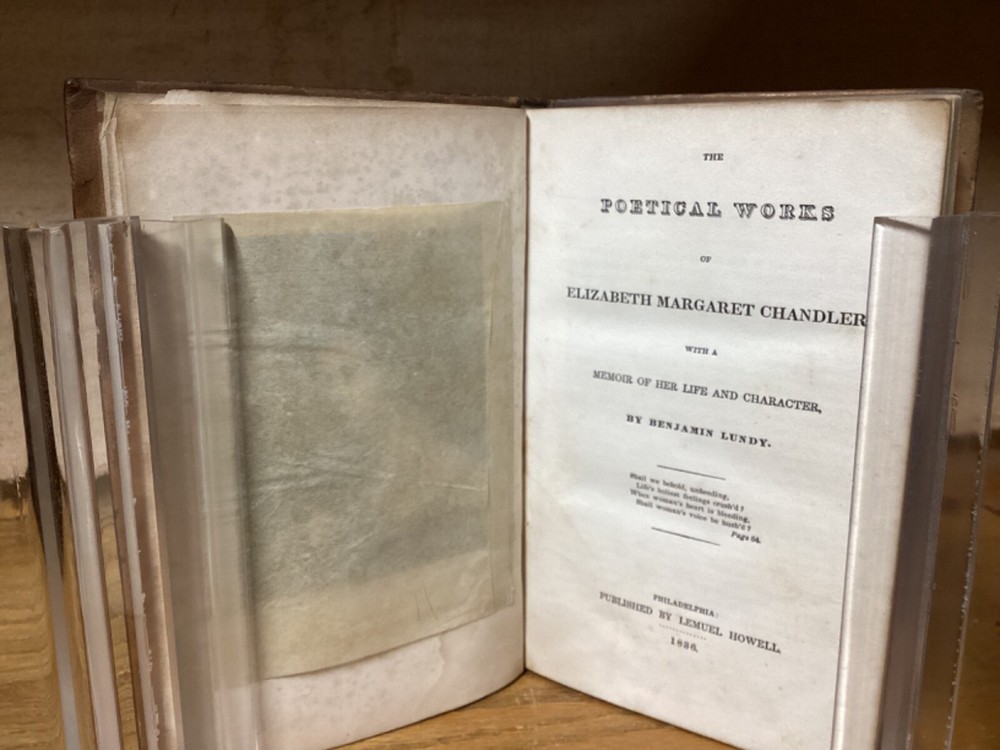 THE
POETICAL WORKS
OF
ELIZABETH MARGARET CHANDLER
WITH A
MEMOIR OF HER LIFE AND CHARACTER,
BY BENJAMIN LUNDY.
Shall we behold, unheeding,
Life's holiest feelings crush'd?
When woman's heart is bleeding,
Shall woman's voice be hush'd?
Page 64.
PHILADELPHIA:
PUBLISHED BY LEMUEL HOWELL
1836.